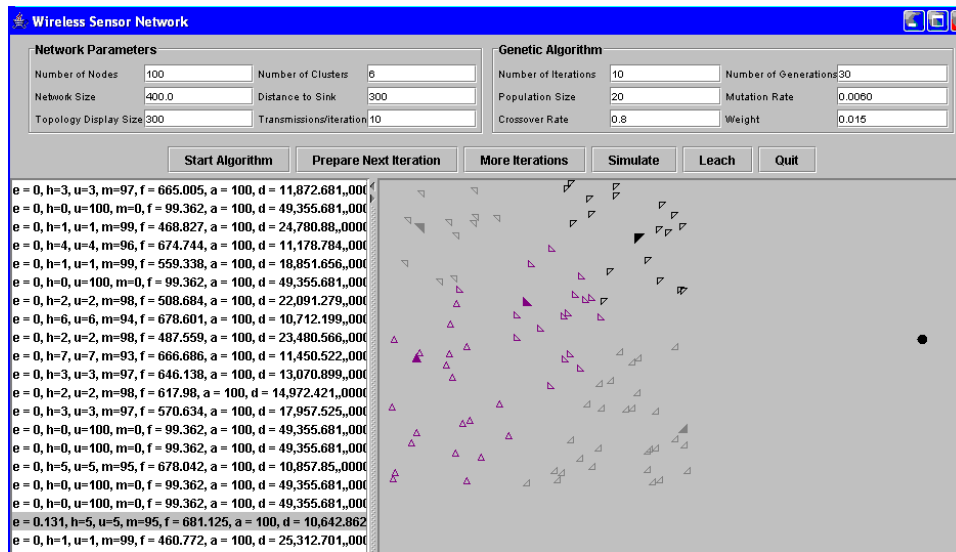 Wireless Sensor Network
Network Parameters
Number of Nodes 100 Number of Clusters 6
Network Size 400.0 Distance to Sink 300
Topology Display Size 300 Transmissions/iteration 10
Genetic Algorithm
Number of Iterations 10 Number of Generations 30
Population Size 20 Mutation Rate 0.0060
Crossover Rate 0.8 Weight 0.015
Start Algorithm Prepare Next Iteration More Iterations Simulate Leach Quit
e = 0, h=3, u=3, m=97, f = 665.005, a = 100, d = 11,872.681,,000
e = 0, h=0, u=100, m=0, f = 99.362, a = 100, d = 49,355.681,,000
e = 0, h=1, u=1, m=99, f = 468.827, a = 100, d = 24,780.88,,0000
e = 0, h=4, u=4, m=96, f = 674.744, a = 100, d = 11,178.784,,000
e = 0, h=1, u=1, m=99, f = 559.338, a = 100, d = 18,851.656,,000
e = 0, h=0, u=100, m=0, f = 99.362, a = 100, d = 49,355.681,,000
e = 0, h=2, u=2, m=98, f = 508.684, a = 100, d = 22,091.279,,000
e = 0, h=6, u=6, m=94, f = 678.601, a = 100, d = 10,712.199,,000
e = 0, h=2, u=2, m=98, f = 487.559, a = 100, d = 23,480.566,,000
e = 0, h=7, u=7, m=93, f = 666.686, a = 100, d = 11,450.522,,000
e = 0, h=3, u=3, m=97, f = 646.138, a = 100, d = 13,070.899,,000
e = 0, h=2, u=2, m=98, f = 617.98, a = 100, d = 14,972.421,,0000
e = 0, h=3, u=3, m=97, f = 570.634, a = 100, d = 17,957.525,,000
e = 0, h=0, u=100, m=0, f = 99.362, a = 100, d = 49,355.681,,000
e = 0, h=0, u=100, m=0, f = 99.362, a = 100, d = 49,355.681,,000
e = 0, h=5, u=5, m=95, f = 678.042, a = 100, d = 10,857.85,,0000
e = 0, h=0, u=100, m=0, f = 99.362, a = 100, d = 49,355.681,,000
e = 0, h=0, u=100, m=0, f = 99.362, a = 100, d = 49,355.681,,000
e = 0.131, h=5, u=5, m=95, f = 681.125, a = 100, d = 10,642.862
e = 0, h=1, u=1, m=99, f = 460.772, a = 100, d = 25,312.701,,000